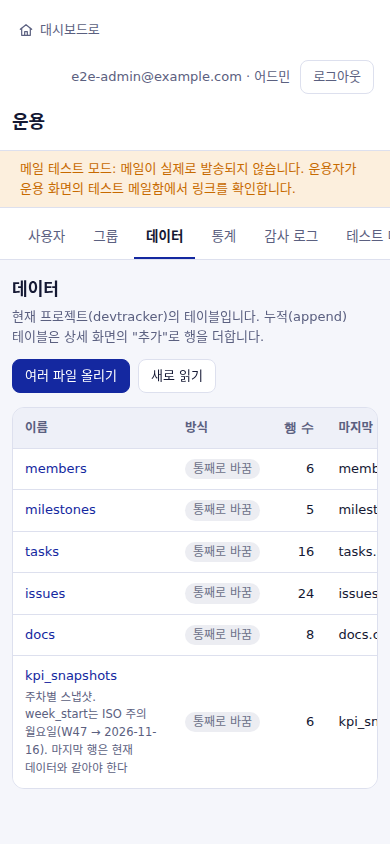 대시보드로
e2e-admin@example.com · 어드민
로그아웃
운용
메일 테스트 모드: 메일이 실제로 발송되지 않습니다. 운용자가
운용 화면의 테스트 메일함에서 링크를 확인합니다.
사용자 그룹 데이터 통계 감사 로그 테스트
데이터
현재 프로젝트(devtracker)의 테이블입니다. 누적(append)
테이블은 상세 화면의 "추가"로 행을 더합니다.
여러 파일 올리기 새로 읽기
이름 방식 행 수 마지막
members 통째로 바꿈 6
milestones 통째로 바꿈 5
tasks 통째로 바꿈 16 tasks.
issues 통째로 바꿈 24 issues
docs 통째로 바꿈 8
kpi_snapshots
주차별 스냅샷.
week_start는 ISO 주의
월요일(W47 → 2026-11-
16). 마지막 행은 현재
데이터와 같아야 한다
통째로 바꿈 6